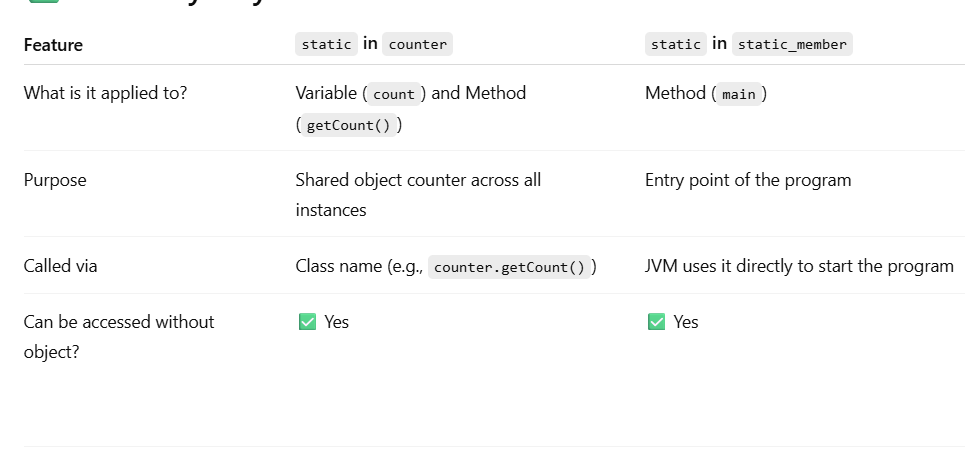 Feature static in counter static in static_member
What is it applied to? Variable ( count ) and Method Method ( main )
( getCount() )
Purpose Shared object counter across all Entry point of the program
instances
Called via Class name (e.g., counter.getCount() ) JVM uses it directly to start the program
Can be accessed without ✅ Yes ✅ Yes
object?